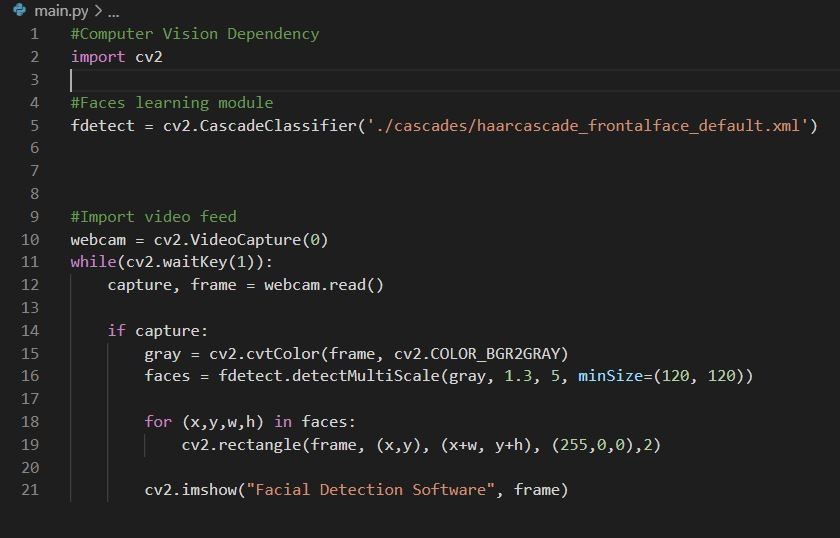 main.py > ...
1 #Computer Vision Dependency
2 import cv2
3
4 #Faces learning module
5 fdetect = cv2.CascadeClassifier('./cascades/haarcascade_frontalface_default.xml')
6
7
8
9 #Import video feed
10 webcam = cv2.VideoCapture(0)
11 while(cv2.waitKey(1)):
12     capture, frame = webcam.read()
13
14     if capture:
15         gray = cv2.cvtColor(frame, cv2.COLOR_BGR2GRAY)
16         faces = fdetect.detectMultiScale(gray, 1.3, 5, minSize=(120, 120))
17
18         for (x,y,w,h) in faces:
19             cv2.rectangle(frame, (x,y), (x+w, y+h), (255,0,0),2)
20
21         cv2.imshow("Facial Detection Software", frame)